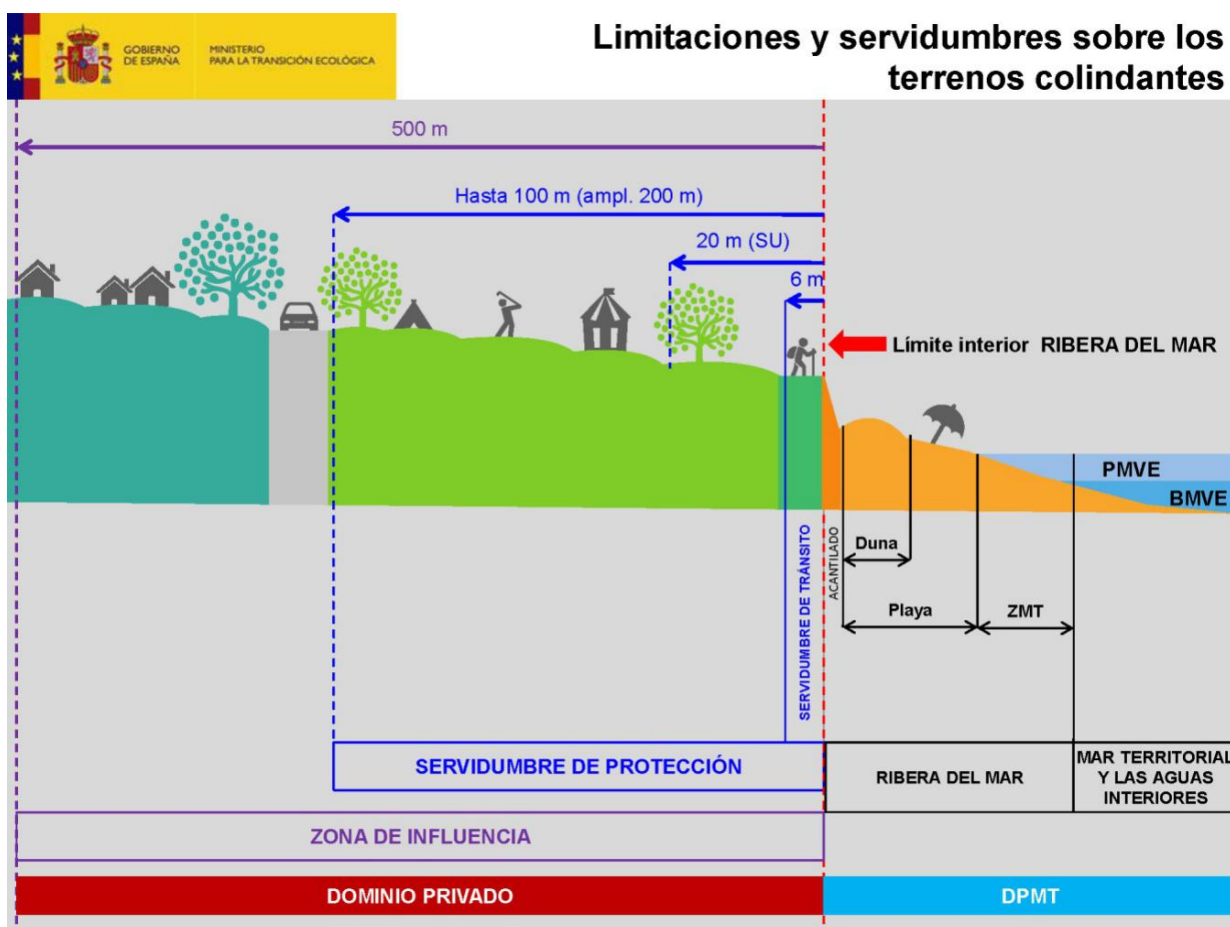 GOBIERNO
DE ESPAÑA
MINISTERIO
PARA LA TRANSICIÓN ECOLÓGICA
Limitaciones y servidumbres sobre los
terrenos colindantes
500 m
Hasta 100 m (ampl. 200 m)
20 m (SU)
6 m
Límite interior RIBERA DEL MAR
PMVE
BMVE
SERVIDUMBRE DE TRÁNSITO
ACANTILADO
Duna
Playa
ZMT
SERVIDUMBRE DE PROTECCIÓN
RIBERA DEL MAR
MAR TERRITORIAL
Y LAS AGUAS
INTERIORES
ZONA DE INFLUENCIA
DOMINIO PRIVADO
DPMT